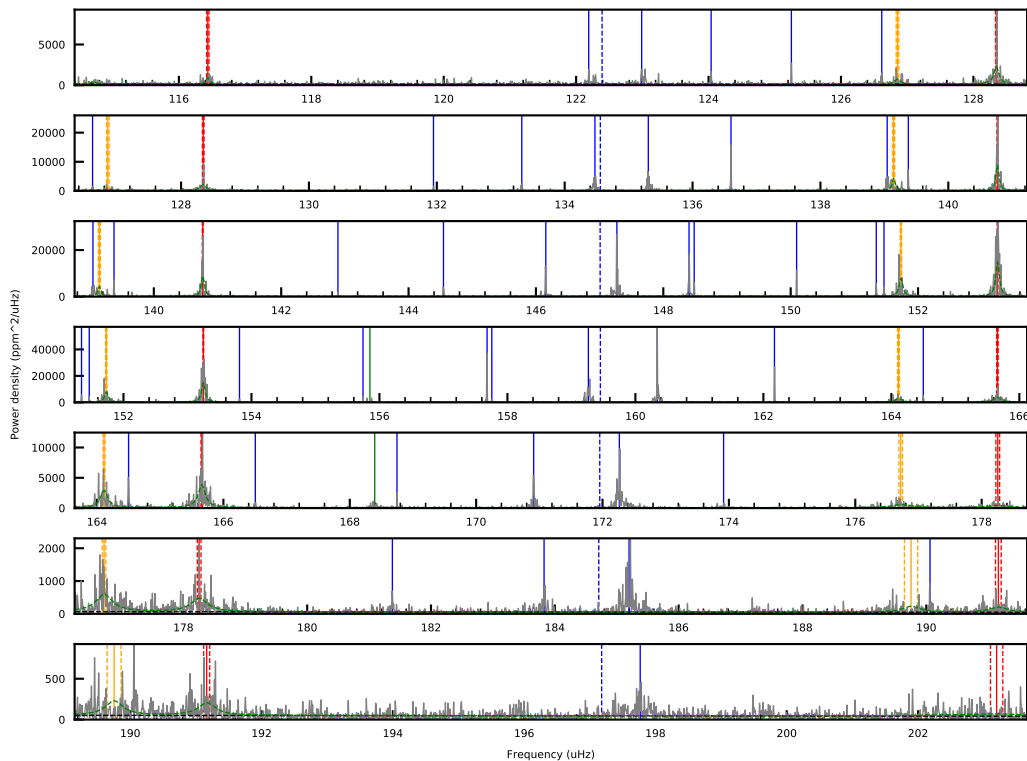 5000
0
116 118 120 122 124 126 128
20000
10000
0
128 130 132 134 136 138 140
20000
0
140 142 144 146 148 150 152
40000
20000
0
152 154 156 158 160 162 164 166
Power density (ppm^2/uHz)
10000
5000
0
164 166 168 170 172 174 176 178
2000
1000
0
178 180 182 184 186 188 190
500
0
190 192 194 196 198 200 202
Frequency (uHz)